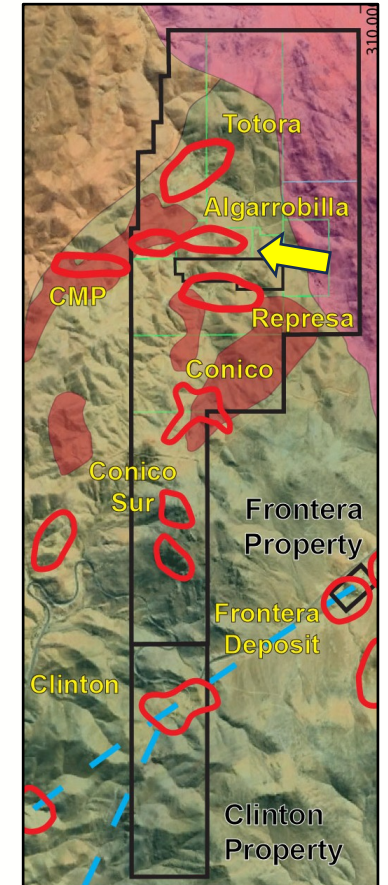 310.00
Totora
Algarrobilla
CMP
Represa
Conico
Conico
Sur
Frontera
Property
Frontera
Deposit
Clinton
Clinton
Property